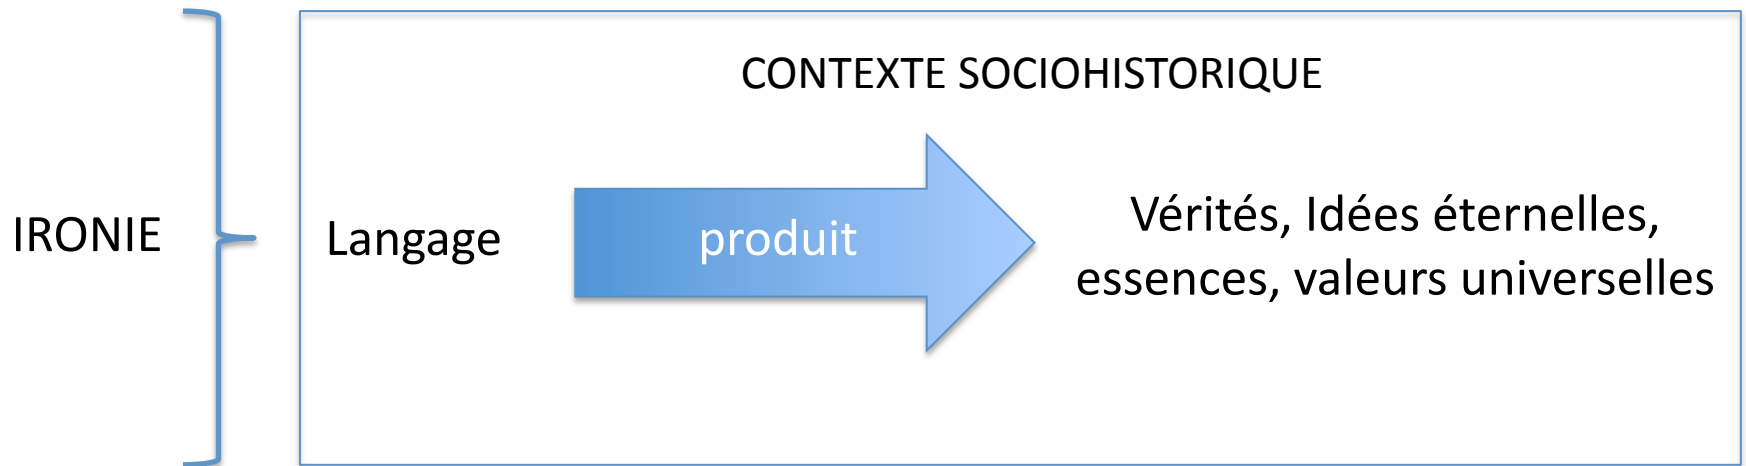 CONTEXTE SOCIOHISTORIQUE
IRONIE
Langage
produit
Vérités, Idées éternelles,
essences, valeurs universelles